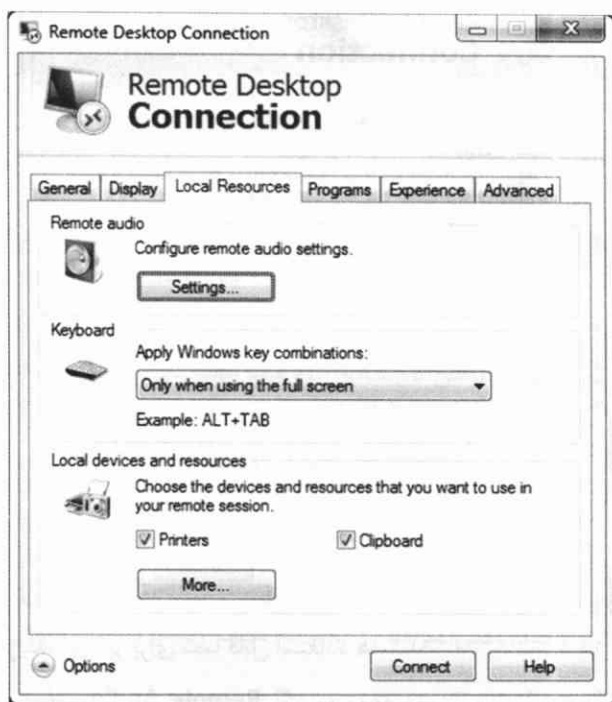 Remote Desktop Connection
Remote Desktop
Connection
General Display Local Resources Programs Experience Advanced
Remote audio
Configure remote audio settings.
Settings...
Keyboard
Apply Windows key combinations:
Only when using the full screen
Example: ALT+TAB
Local devices and resources
Choose the devices and resources that you want to use in
your remote session.
Printers Clipboard
More...
Options Connect Help